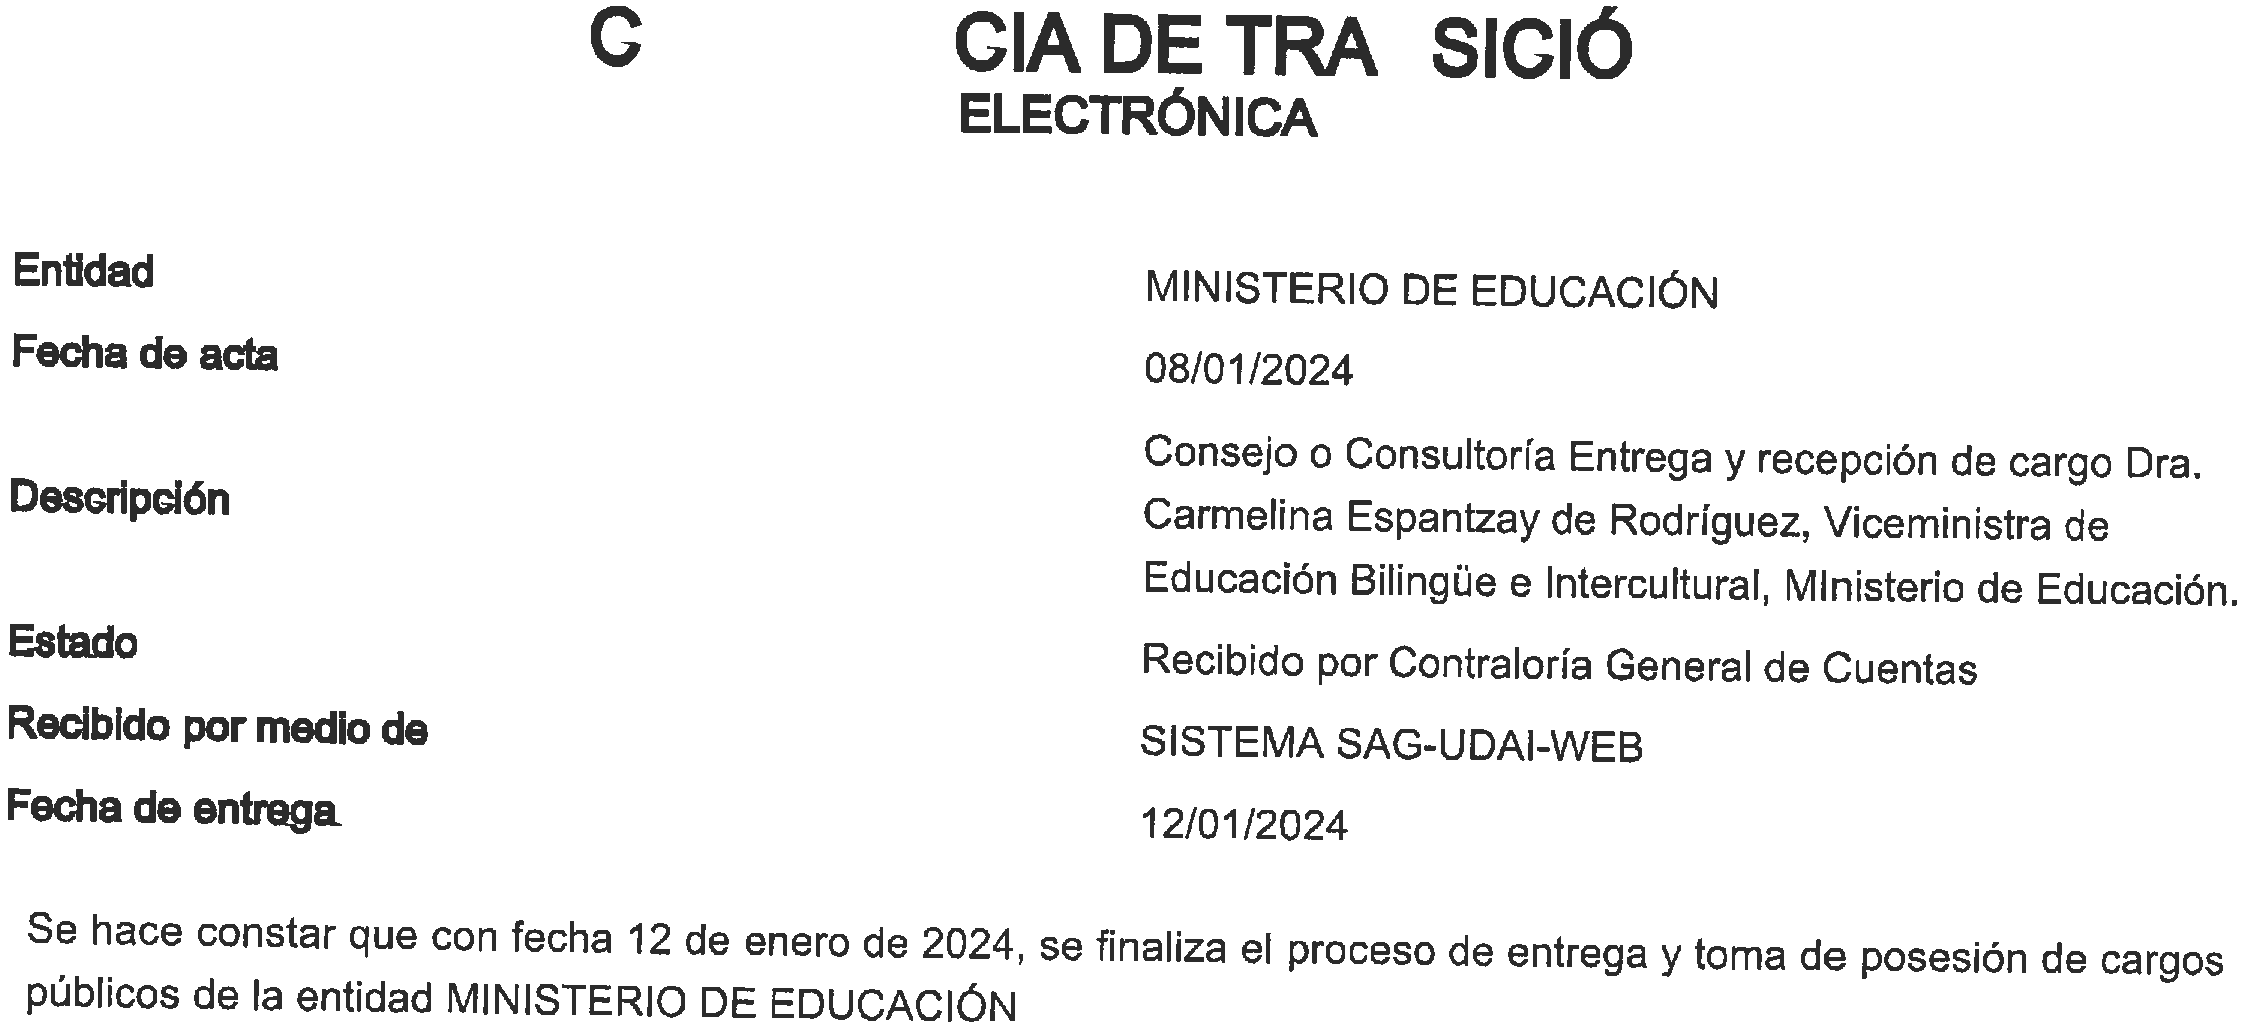 G CIA DE TRA SICIÓ
ELECTRÓNICA
Entidad
MINISTERIO DE EDUCACIÓN
Fecha de acta
08/01/2024
Descripción
Consejo o Consultoría Entrega y recepción de cargo Dra.
Carmelina Espantzay de Rodríguez, Viceministra de
Educación Bilingüe e Intercultural, MInisterio de Educación.
Estado
Recibido por Contraloría General de Cuentas
Recibido por medio de
SISTEMA SAG-UDAI-WEB
Fecha de entrega
12/01/2024
Se hace constar que con fecha 12 de enero de 2024, se finaliza el proceso de entrega y toma de posesión de cargos
públicos de la entidad MINISTERIO DE EDUCACIÓN